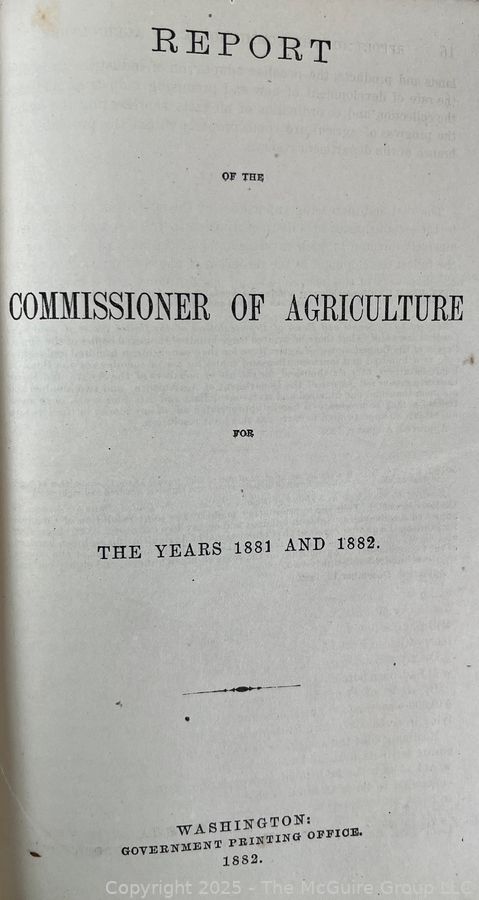 REPORT
OF THE
COMMISSIONER OF AGRICULTURE
FOR
THE YEARS 1881 AND 1882.
WASHINGTON:
GOVERNMENT PRINTING OFFICE.
1882.
Copyright 2025 - The McGuire Group LLC